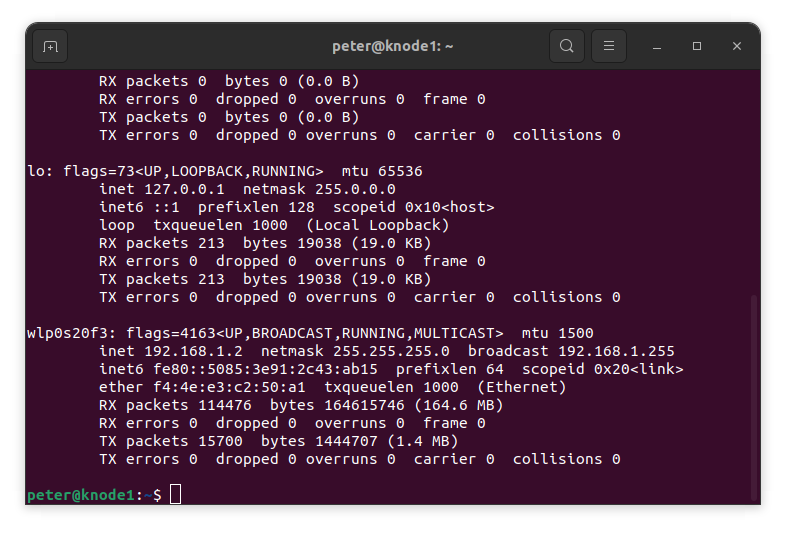 peter@knode1: ~
RX packets 0  bytes 0 (0.0 B)
RX errors 0  dropped 0  overruns 0  frame 0
TX packets 0  bytes 0 (0.0 B)
TX errors 0  dropped 0 overruns 0  carrier 0  collisions 0
lo: flags=73<UP,LOOPBACK,RUNNING>  mtu 65536
inet 127.0.0.1  netmask 255.0.0.0
inet6 ::1  prefixlen 128  scopeid 0x10<host>
loop  txqueuelen 1000  (Local Loopback)
RX packets 213  bytes 19038 (19.0 KB)
RX errors 0  dropped 0  overruns 0  frame 0
TX packets 213  bytes 19038 (19.0 KB)
TX errors 0  dropped 0 overruns 0  carrier 0  collisions 0
wlp0s20f3: flags=4163<UP,BROADCAST,RUNNING,MULTICAST>  mtu 1500
inet 192.168.1.2  netmask 255.255.255.0  broadcast 192.168.1.255
inet6 fe80::5085:3e91:2c43:ab15  prefixlen 64  scopeid 0x20<link>
ether f4:4e:e3:c2:50:a1  txqueuelen 1000  (Ethernet)
RX packets 114476  bytes 164615746 (164.6 MB)
RX errors 0  dropped 0  overruns 0  frame 0
TX packets 15700  bytes 1444707 (1.4 MB)
TX errors 0  dropped 0 overruns 0  carrier 0  collisions 0
peter@knode1:~$